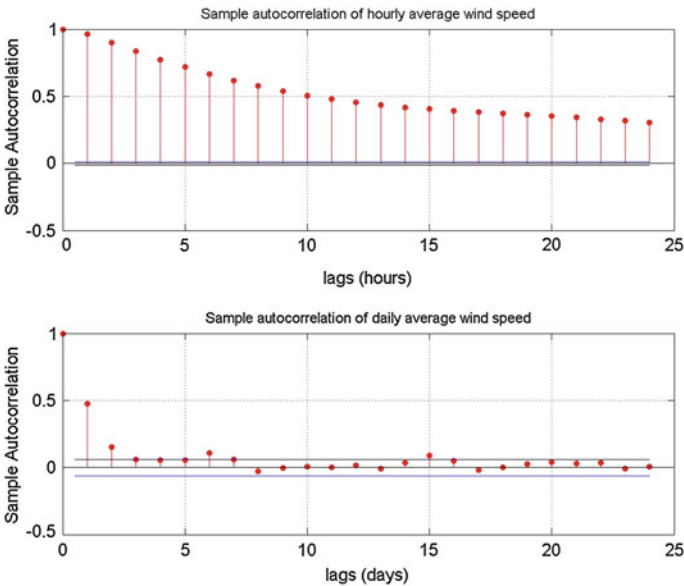 Sample autocorrelation of hourly average wind speed
Sample Autocorrelation
1
0.5
0
-0.5
0 5 10 15 20 25
lags (hours)
Sample autocorrelation of daily average wind speed
Sample Autocorrelation
1
0.5
0
-0.5
0 5 10 15 20 25
lags (days)